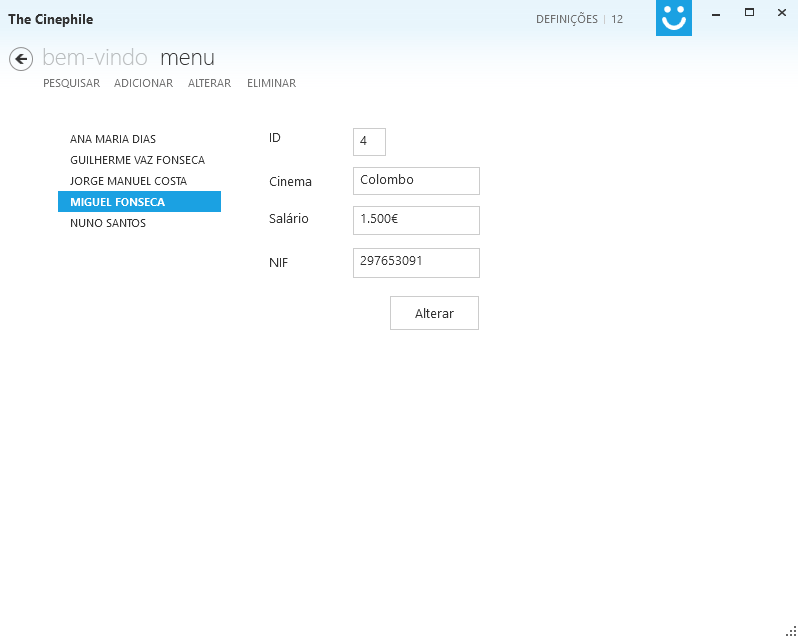 The Cinephile
DEFINIÇÕES | 12
bem-vindo menu
PESQUISAR ADICIONAR ALTERAR ELIMINAR
ANA MARIA DIAS
GUILHERME VAZ FONSECA
JORGE MANUEL COSTA
MIGUEL FONSECA
NUNO SANTOS
ID 4
Cinema Colombo
Salário 1.500€
NIF 297653091
Alterar